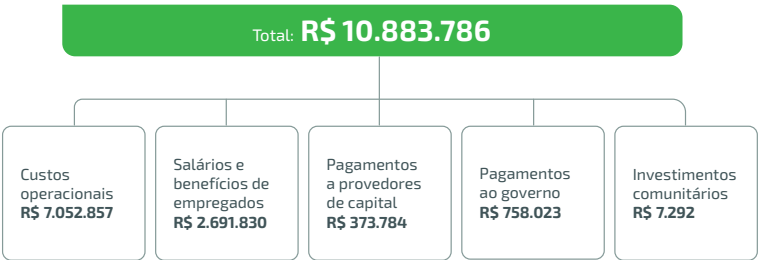 Total: R$ 10.883.786
Custos
operacionais
R$ 7.052.857
Salários e
benefícios de
empregados
R$ 2.691.830
Pagamentos
a provedores
de capital
R$ 373.784
Pagamentos
ao governo
R$ 758.023
Investimentos
comunitários
R$ 7.292